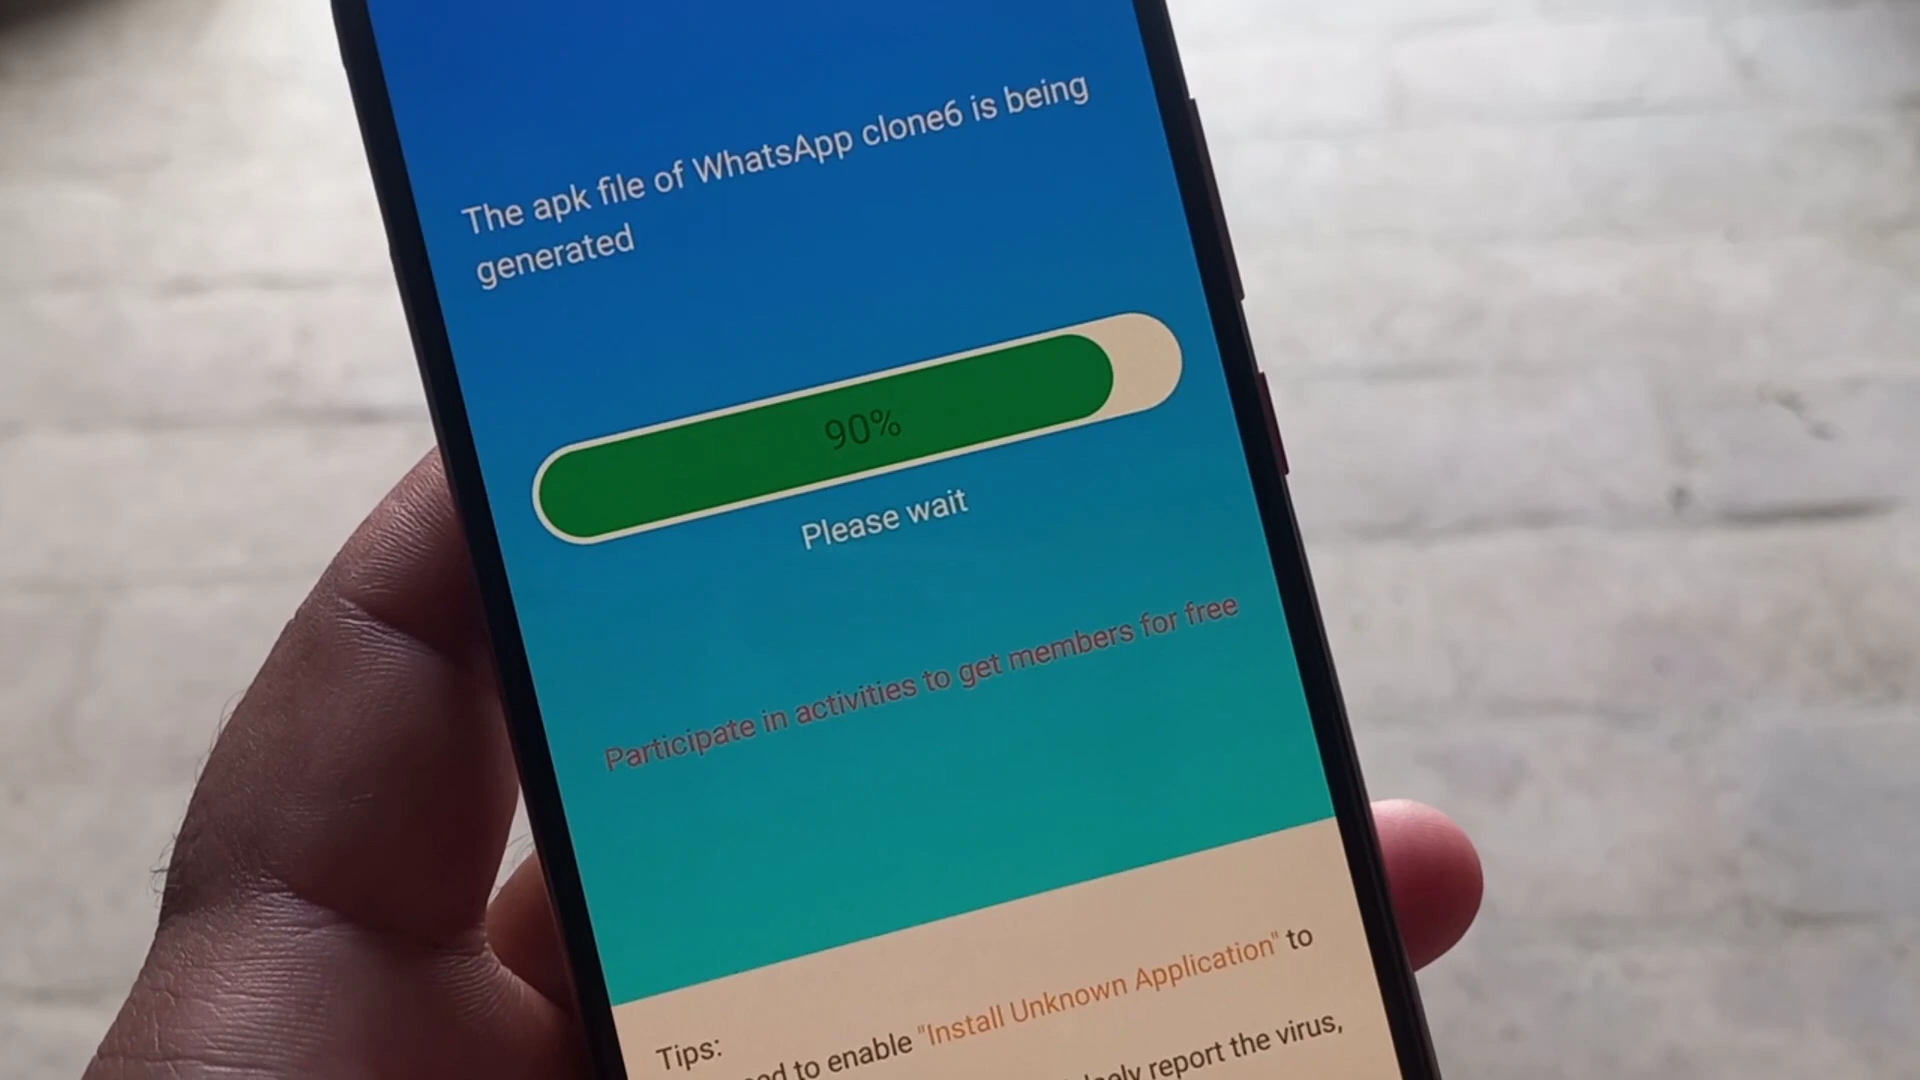 The apk file of WhatsApp clone6 is being
generated
90%
Please wait
Participate in activities to get members for free
Tips:
to enable "Install Unknown Application" to
report the virus,